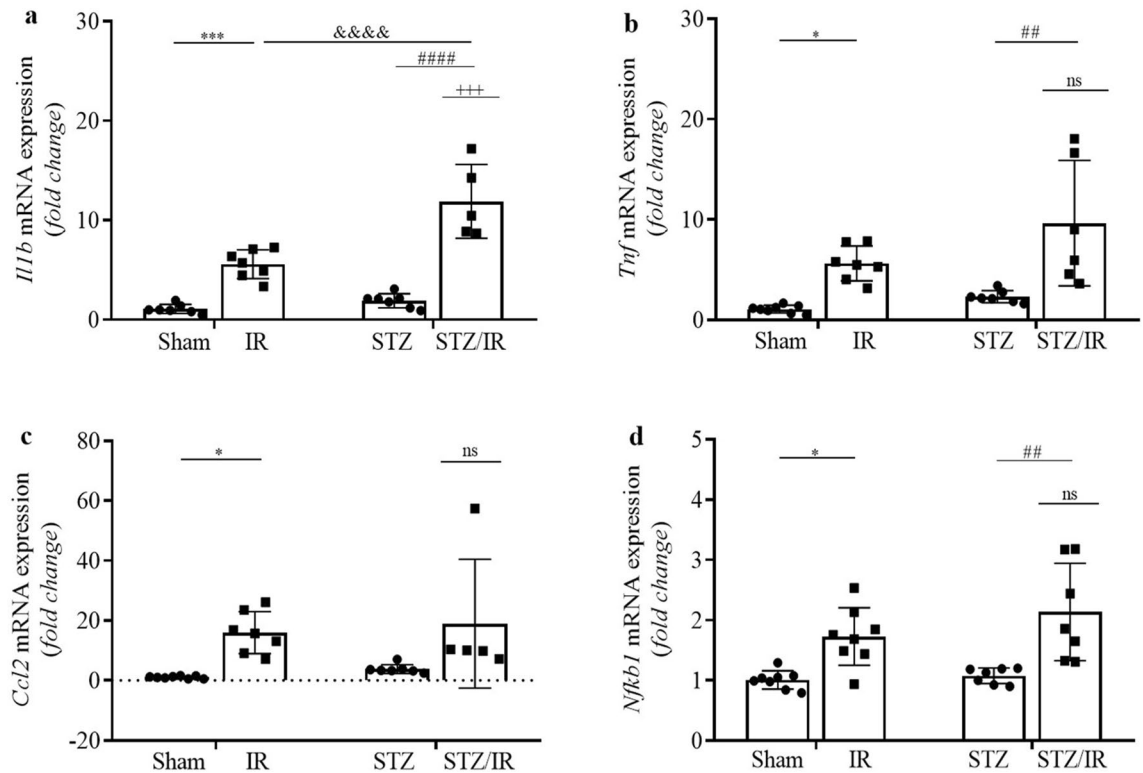 a
Il1b mRNA expression
(fold change)
30
20
10
0
***
&&&&
####
+++
Sham IR STZ STZ/IR
b
Tnf mRNA expression
(fold change)
30
20
10
0
*
##
ns
Sham IR STZ STZ/IR
c
Ccl2 mRNA expression
(fold change)
80
60
40
20
0
-20
*
ns
Sham IR STZ STZ/IR
d
Nfkb1 mRNA expression
(fold change)
5
4
3
2
1
0
*
##
ns
Sham IR STZ STZ/IR